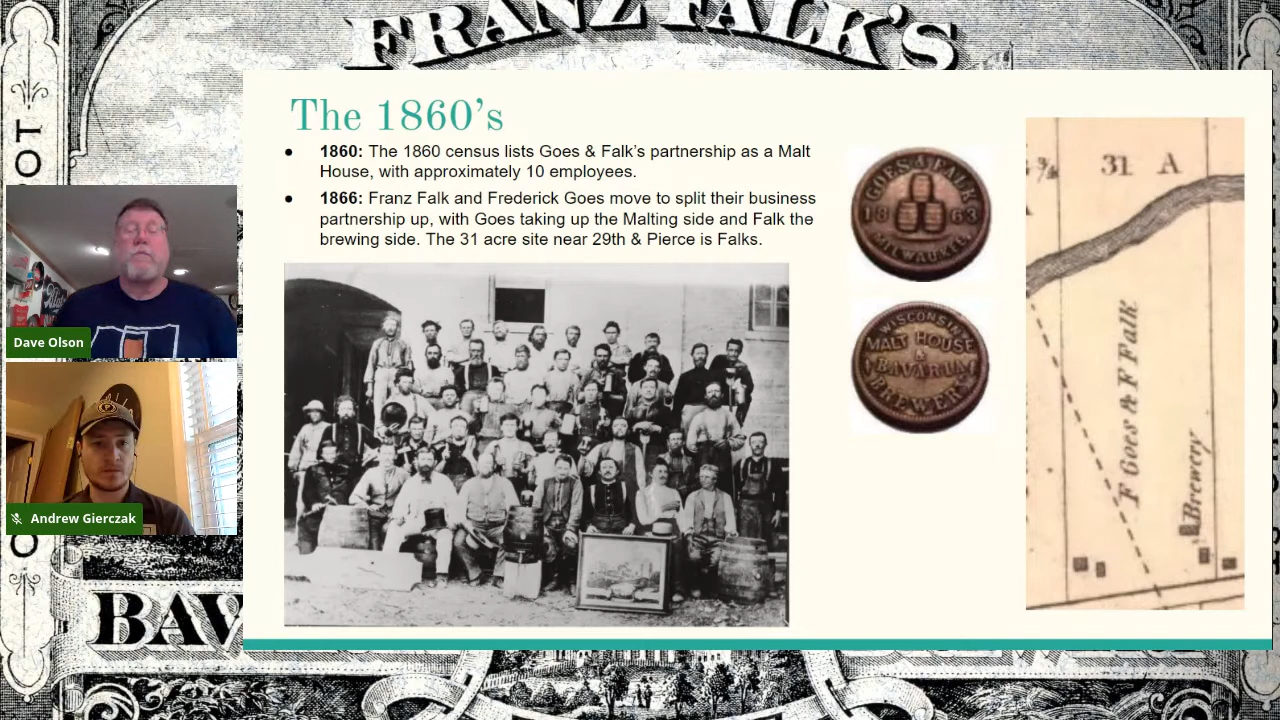 FRANZ FALK'S
The 1860's
1860: The 1860 census lists Goes & Falk's partnership as a Malt
House, with approximately 10 employees.
1866: Franz Falk and Frederick Goes move to split their business
partnership up, with Goes taking up the Malting side and Falk the
brewing side. The 31 acre site near 29th & Pierce is Falks.
GOES & FALK
18 63
MILWAUKEE
WISCONSIN
MALT HOUSE
BAVARIA
BREWERY
31 A
F Goes & F Falk
Brewery
Dave Olson
Andrew Gierczak
BAV